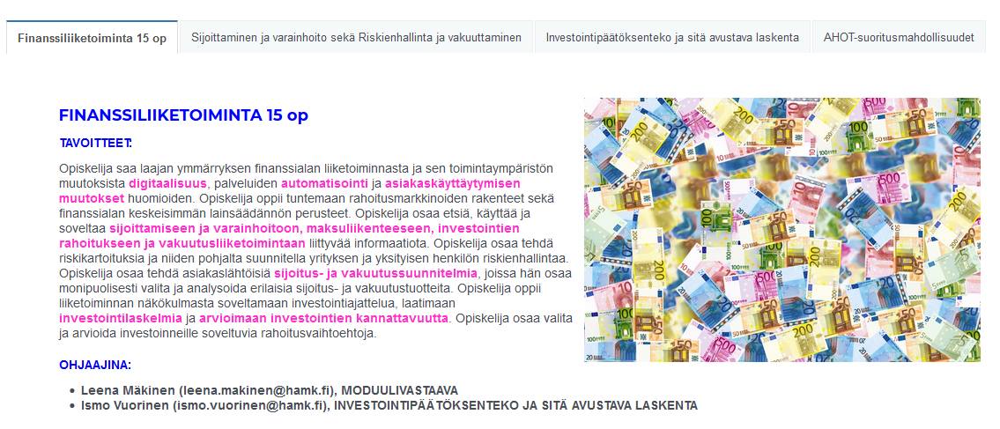 Finanssiliiketoiminta 15 op
Sijoittaminen ja varainhoito sekä Riskienhallinta ja vakuuttaminen
Investointipäätöksenteko ja sitä avustava laskenta
AHOT-suoritusmahdollisuudet
FINANSSILIIKETOIMINTA 15 op
TAVOITTEET:
Opiskelija saa laajan ymmärryksen finanssialan liiketoiminnasta ja sen toimintaympäristön
muutoksista digitaalisuus, palveluiden automatisointi ja asiakaskäyttäytymisen
muutokset huomioiden. Opiskelija oppii tuntemaan rahoitusmarkkinoiden rakenteet sekä
finanssialan keskeisimmän lainsäädännön perusteet. Opiskelija osaa etsiä, käyttää ja
soveltaa sijoittamiseen ja varainhoitoon, maksuliikenteeseen, investointien
rahoitukseen ja vakuutusliiketoimintaan liittyvää informaatiota. Opiskelija osaa tehdä
riskikartoituksia ja niiden pohjalta suunnitella yrityksen ja yksityisen henkilön riskienhallintaa.
Opiskelija osaa tehdä asiakaslähtöisiä sijoitus- ja vakuutussuunnitelmia, joissa hän osaa
monipuolisesti valita ja analysoida erilaisia sijoitus- ja vakuutustuotteita. Opiskelija oppii
liiketoiminnan näkökulmasta soveltamaan investointiajattelua, laatimaan
investointilaskelmia ja arvioimaan investointien kannattavuutta. Opiskelija osaa valita
ja arvioida investoinneille soveltuvia rahoitusvaihtoehtoja.
OHJAAJINA:
Leena Mäkinen (leena.makinen@hamk.fi), MODUULIVASTAAVA
Ismo Vuorinen (ismo.vuorinen@hamk.fi), INVESTOINTIPÄÄTÖKSENTEKO JA SITÄ AVUSTAVA LASKENTA